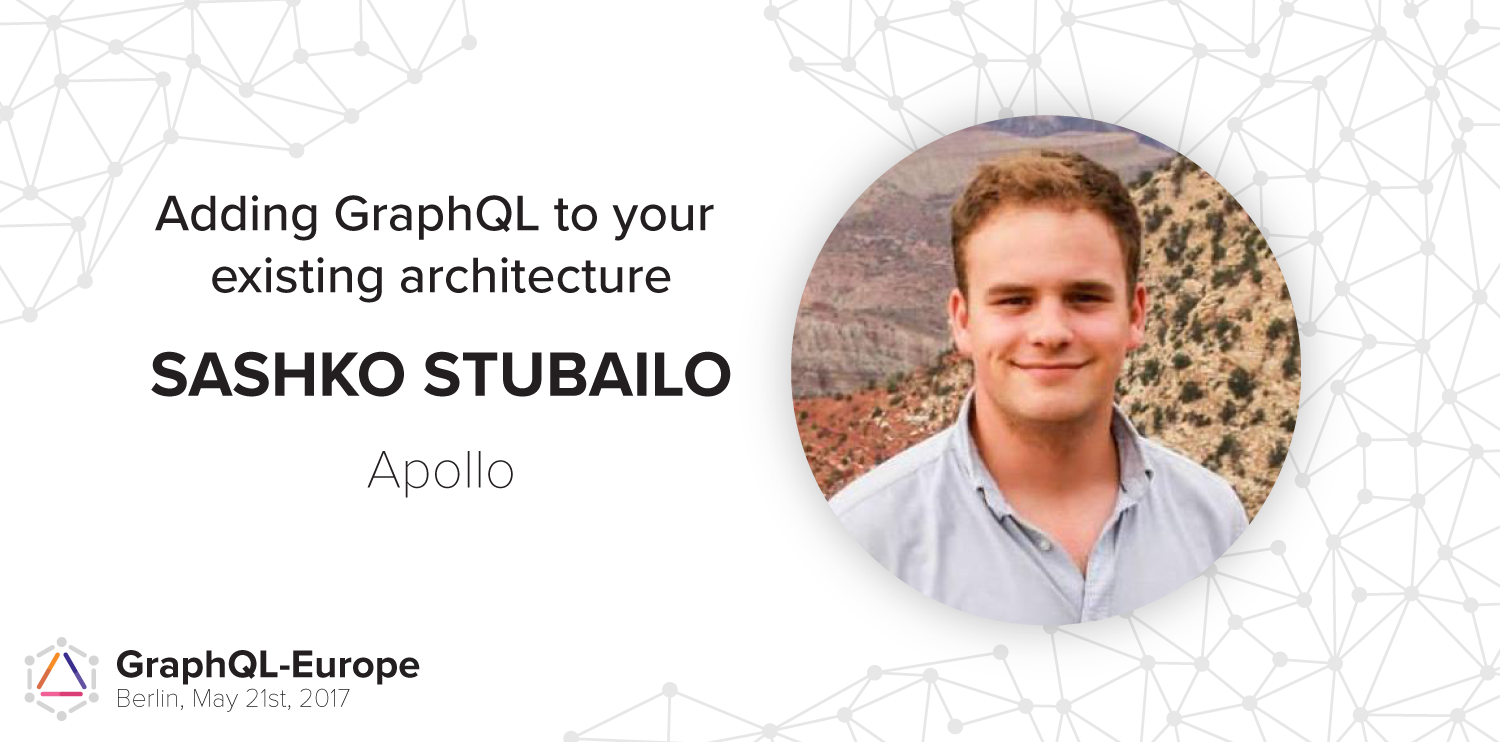 Adding GraphQL to your
existing architecture
SASHKO STUBAILO
Apollo
GraphQL-Europe
Berlin, May 21st, 2017